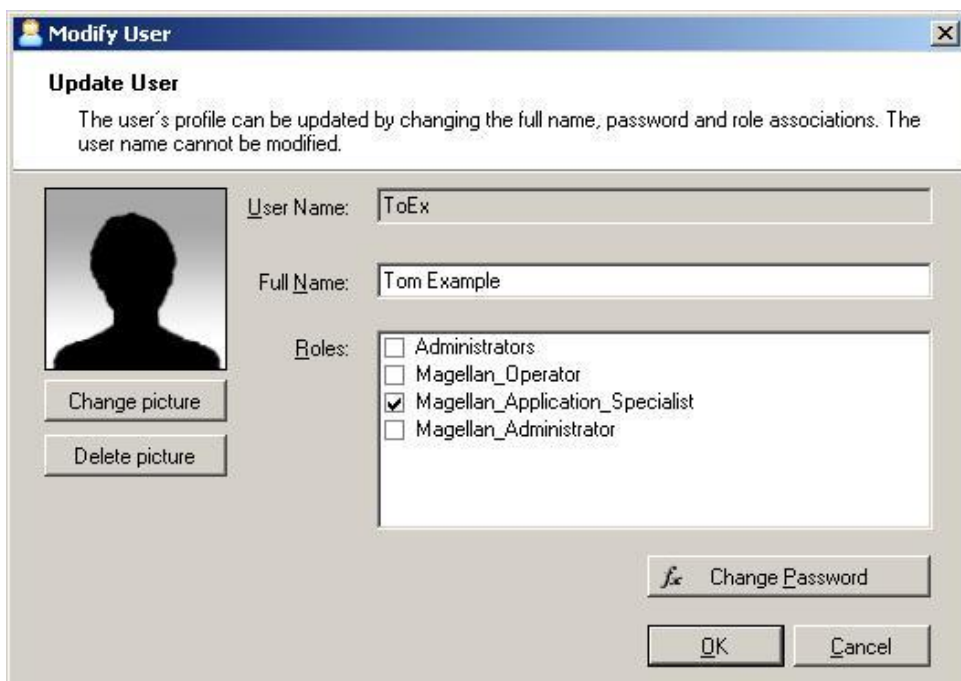 Modify User
Update User
The user's profile can be updated by changing the full name, password and role associations. The
user name cannot be modified.
User Name:
ToEx
Full Name:
Tom Example
Roles:
Administrators
Magellan_Operator
Magellan_Application_Specialist
Magellan_Administrator
Change picture
Delete picture
fx Change Password
OK
Cancel